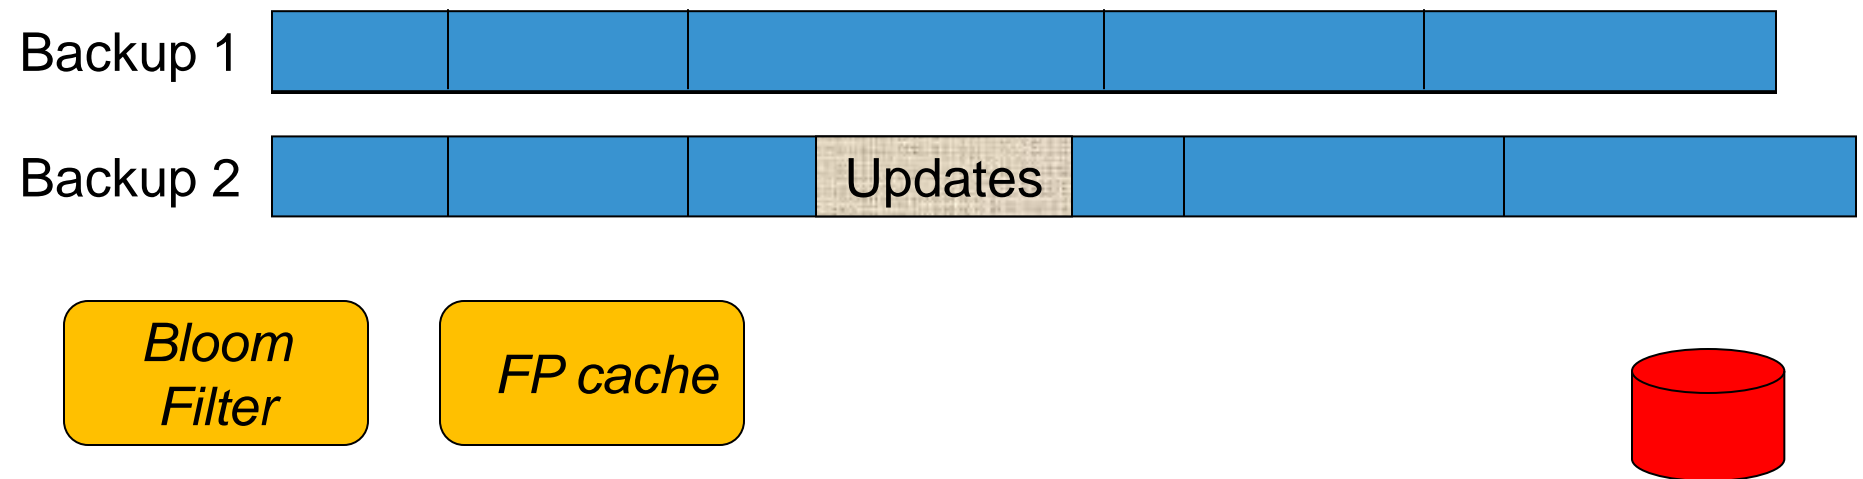 Backup 1
Backup 2
Updates
Bloom
Filter
FP cache